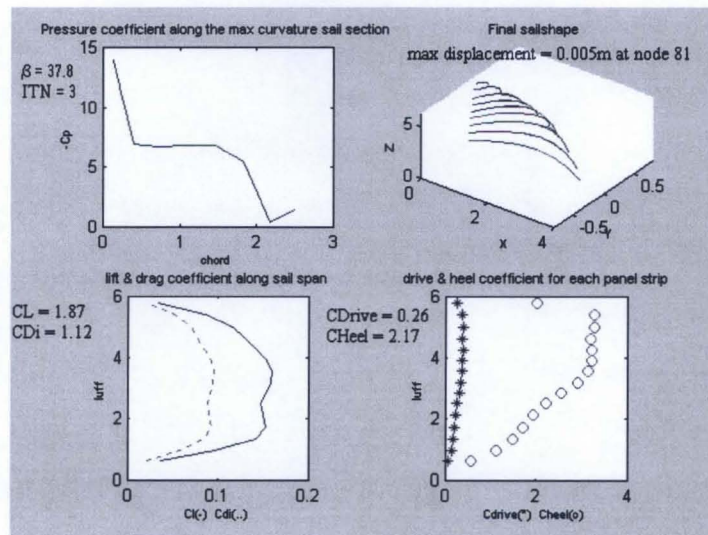 Pressure coefficient along the max curvature sail section
β = 37.8
ITN = 3
15
10
5
0
-Cp
0 1 2 3
chord
Final sailshape
max displacement = 0.005m at node 81
5
0
Z
0
2
4
x
-0.5
0
0.5
Y
lift & drag coefficient along sail span
CL = 1.87
CDi = 1.12
6
4
2
0
luff
0 0.1 0.2
Cl(-) Cdi(..)
drive & heel coefficient for each panel strip
CDrive = 0.26
CHeel = 2.17
6
4
2
0
luff
0 2 4
Cdrive(*) Cheel(o)